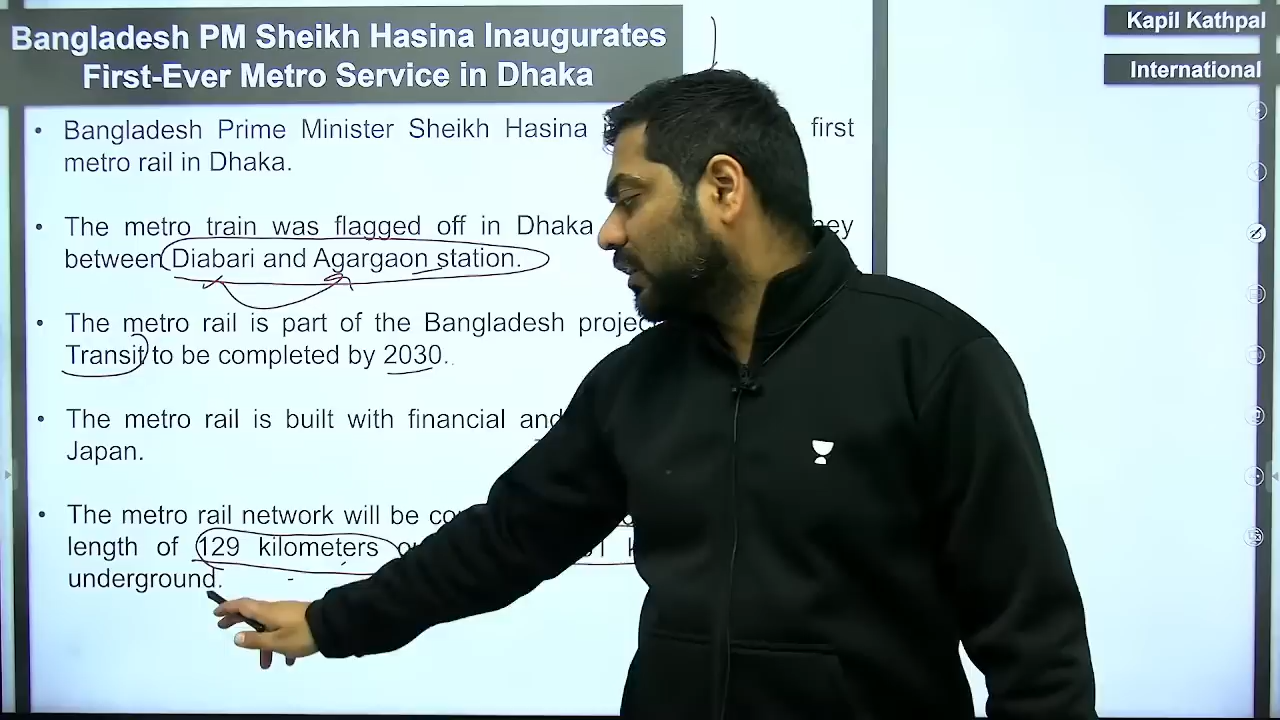 Bangladesh PM Sheikh Hasina Inaugurates
First-Ever Metro Service in Dhaka
Kapil Kathpal
International
• Bangladesh Prime Minister Sheikh Hasina first
metro rail in Dhaka.
• The metro train was flagged off in Dhaka
between Diabari and Agargaon station.
• The metro rail is part of the Bangladesh
Transit to be completed by 2030.
• The metro rail is built with financial and
Japan.
• The metro rail network will be
length of 129 kilometers
underground.